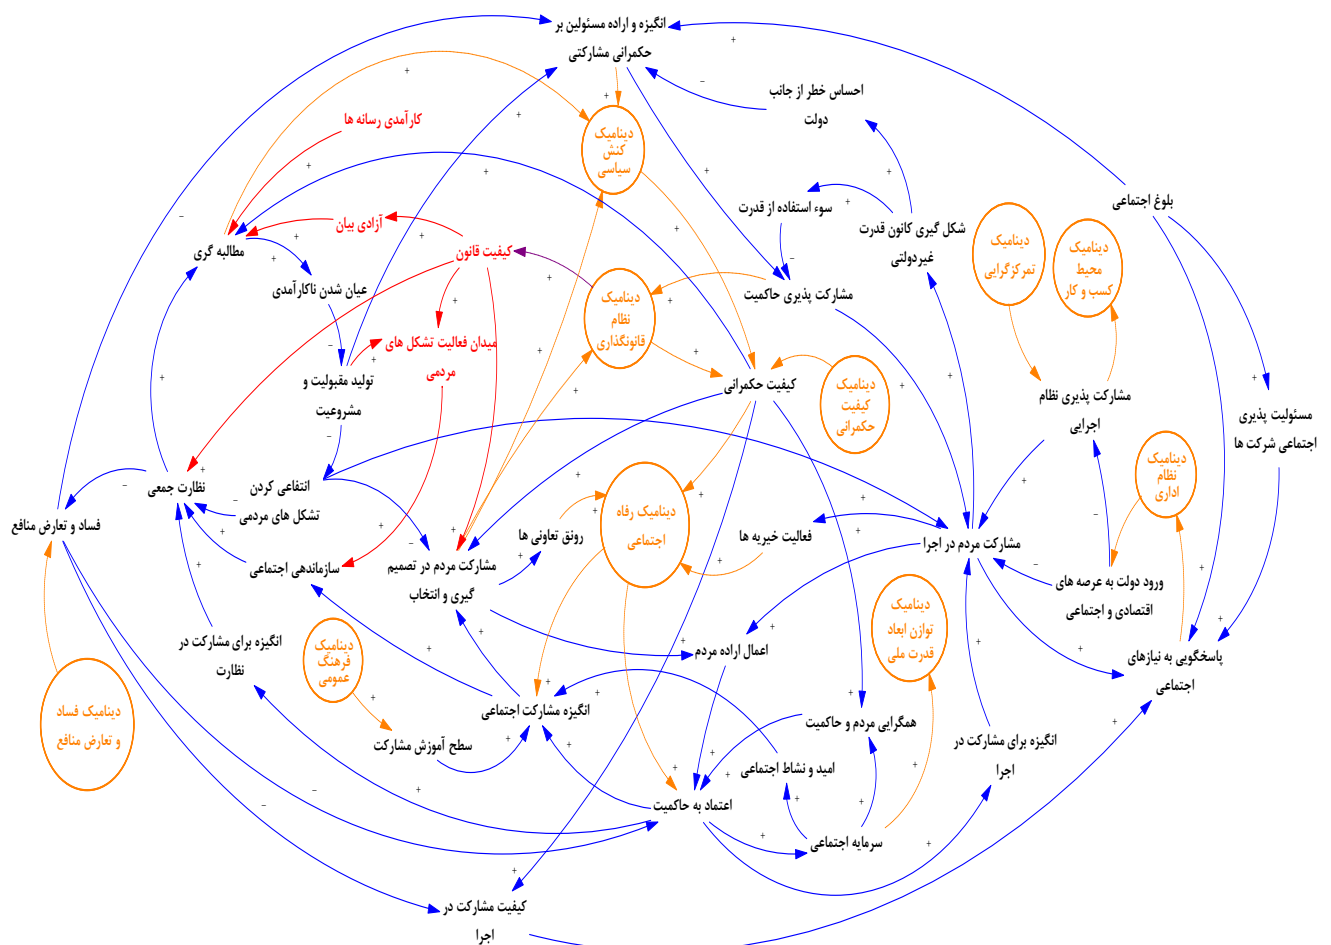 انگیزه و اراده مسئولین بر
حکمرانی مشارکتی
احساس خطر از جانب
دولت
کارآمدی رسانه ها
دینامیک
کنش
سیاسی
بلوغ اجتماعی
سوء استفاده از قدرت
شکل گیری کانون قدرت
غیردولتی
آزادی بیان
مطالبه گری
کیفیت قانون
دینامیک
تمرکزگرایی
دینامیک
محیط
کسب و کار
عیان شدن ناکارآمدی
مشارکت پذیری حاکمیت
دینامیک
نظام
قانونگذاری
میدان فعالیت تشکل های
مردمی
تولید مقبولیت و
مشروعیت
کیفیت حکمرانی
دینامیک
کیفیت
حکمرانی
مشارکت پذیری نظام
اجرایی
مسئولیت پذیری
اجتماعی شرکت ها
دینامیک
نظام
اداری
نظارت جمعی
انتفاعی کردن
تشکل های مردمی
فساد و تعارض منافع
دینامیک رفاه
اجتماعی
رونق تعاونی ها
فعالیت خیریه ها
مشارکت مردم در اجرا
سازماندهی اجتماعی
مشارکت مردم در تصمیم
گیری و انتخاب
ورود دولت به عرصه های
اقتصادی و اجتماعی
دینامیک
توازن ابعاد
قدرت ملی
انگیزه برای مشارکت در
نظارت
دینامیک
فرهنگ
عمومی
اعمال اراده مردم
پاسخگویی به نیازهای
اجتماعی
دینامیک فساد
و تعارض منافع
انگیزه مشارکت اجتماعی
همگرایی مردم و حاکمیت
سطح آموزش مشارکت
امید و نشاط اجتماعی
انگیزه برای مشارکت در
اجرا
اعتماد به حاکمیت
سرمایه اجتماعی
کیفیت مشارکت در
اجرا